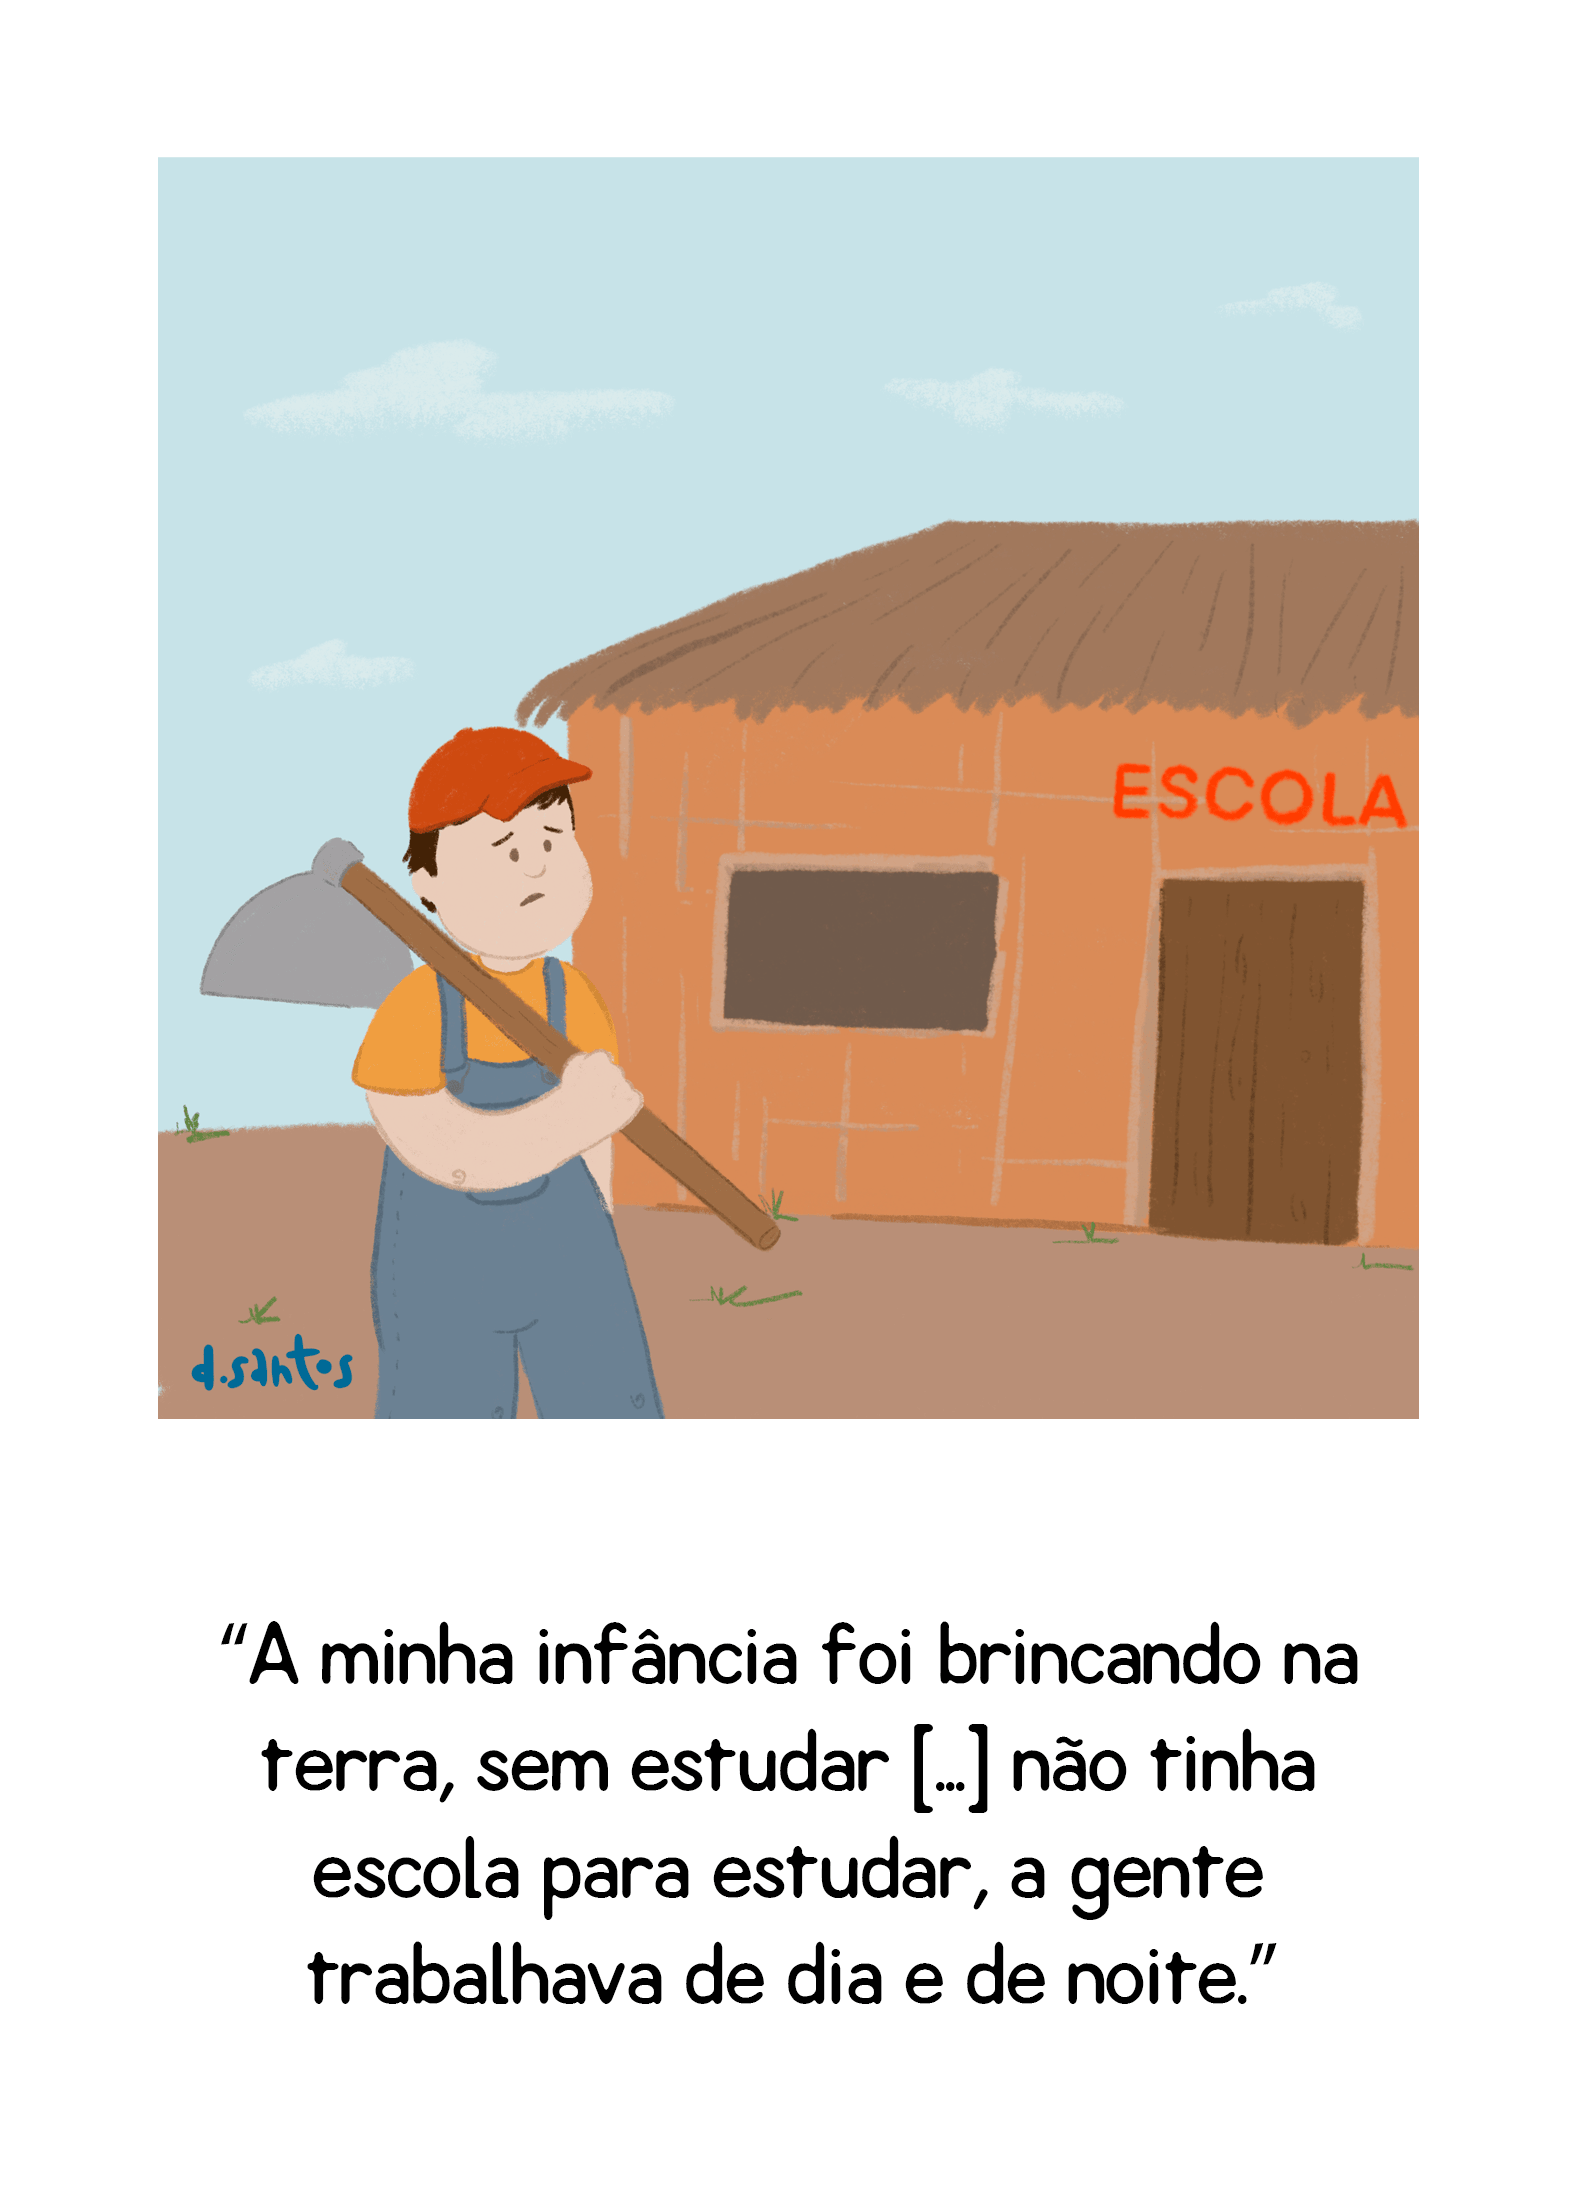 ESCOLA
d.santos
“A minha infância foi brincando na
terra, sem estudar [...] não tinha
escola para estudar, a gente
trabalhava de dia e de noite.”